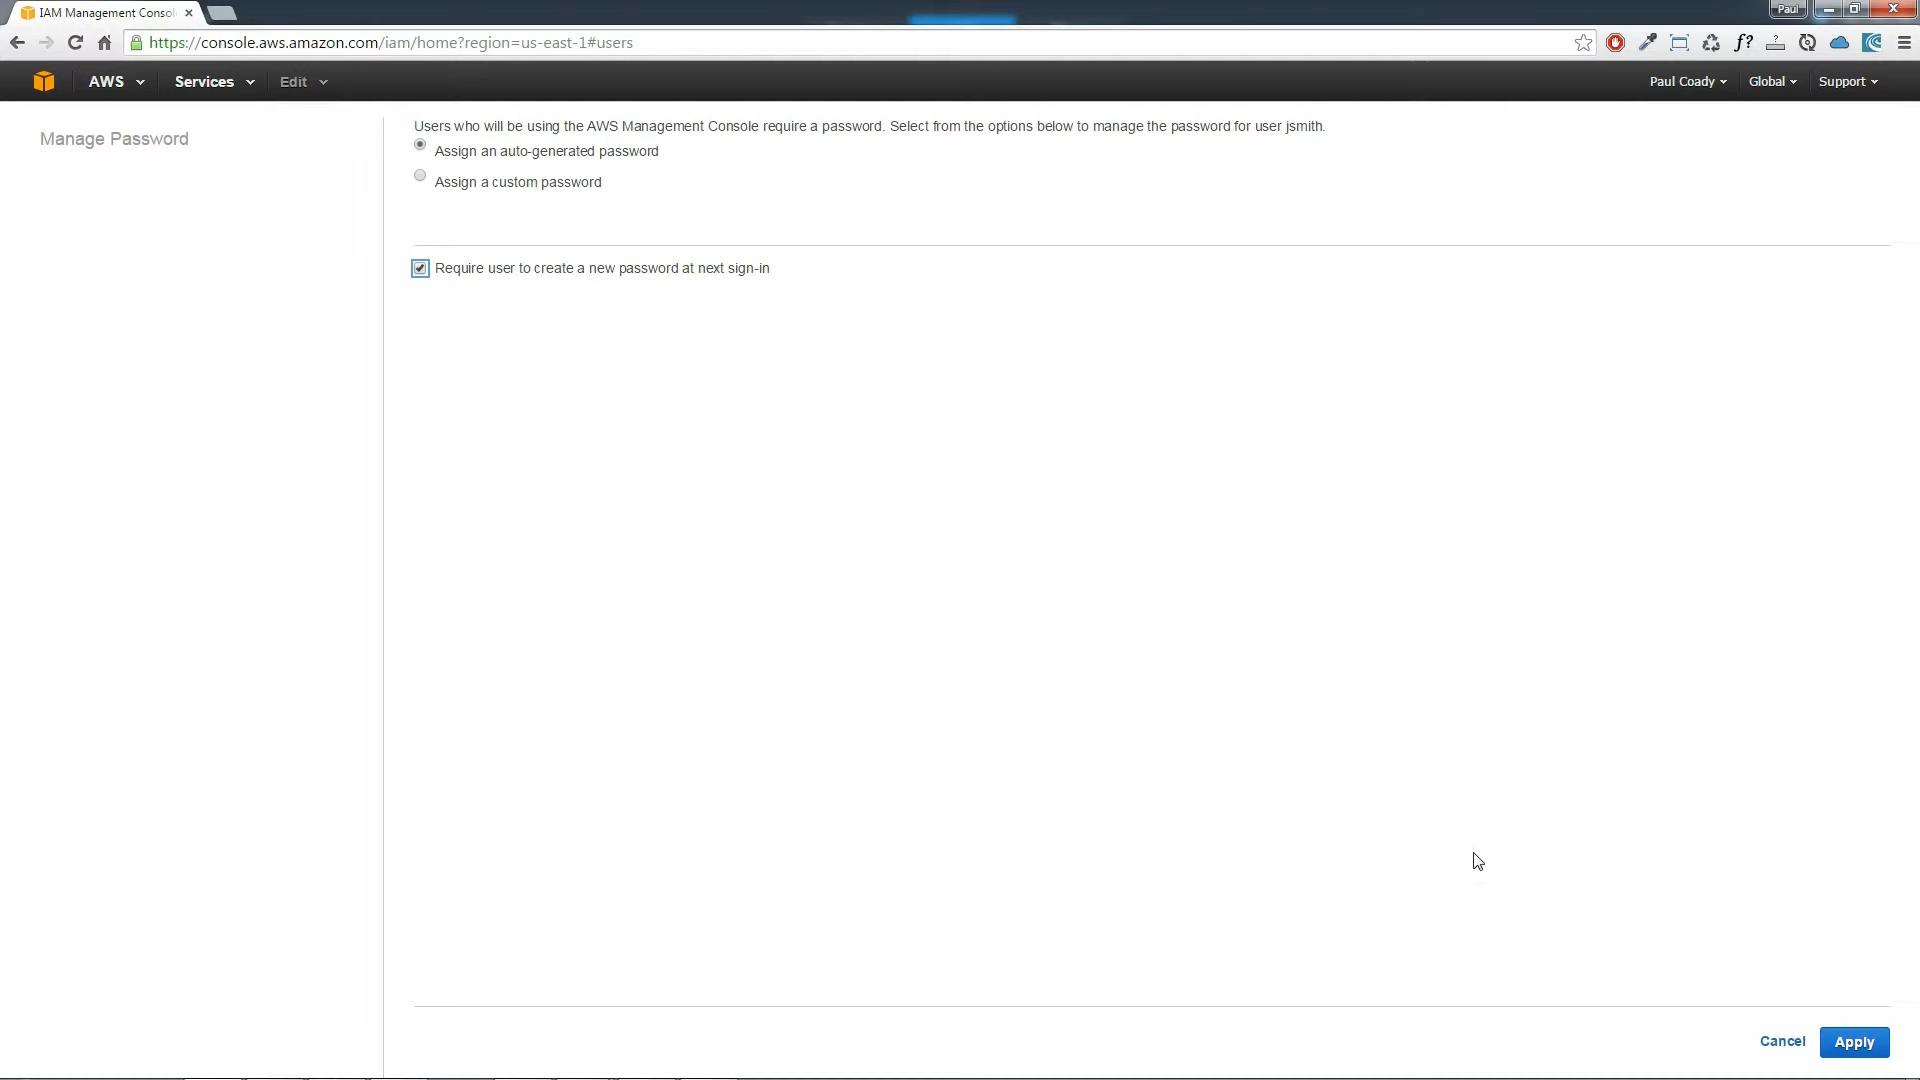 IAM Management Consol
Paul
https://console.aws.amazon.com/iam/home?region=us-east-1#users
f?
AWS
Services
Edit
Paul Coady
Global
Support
Manage Password
Users who will be using the AWS Management Console require a password. Select from the options below to manage the password for user jsmith.
Assign an auto-generated password
Assign a custom password
Require user to create a new password at next sign-in
Cancel
Apply